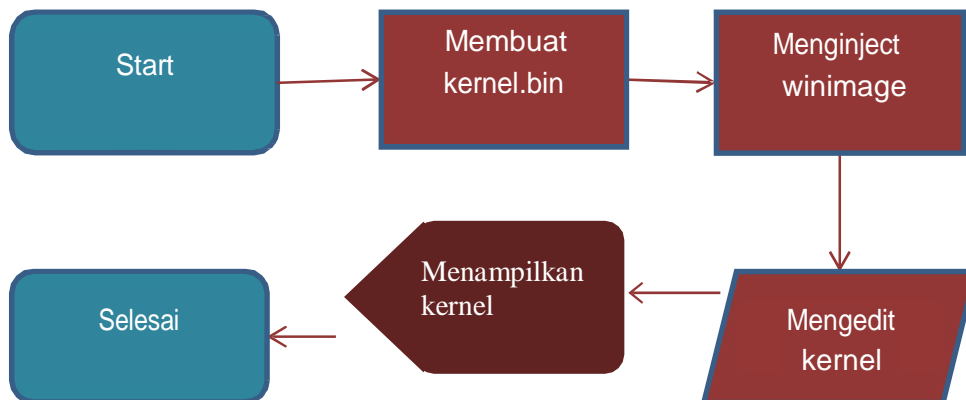 Start
Membuat
kernel.bin
Menginject
winimage
Mengedit
kernel
Menampilkan
kernel
Selesai